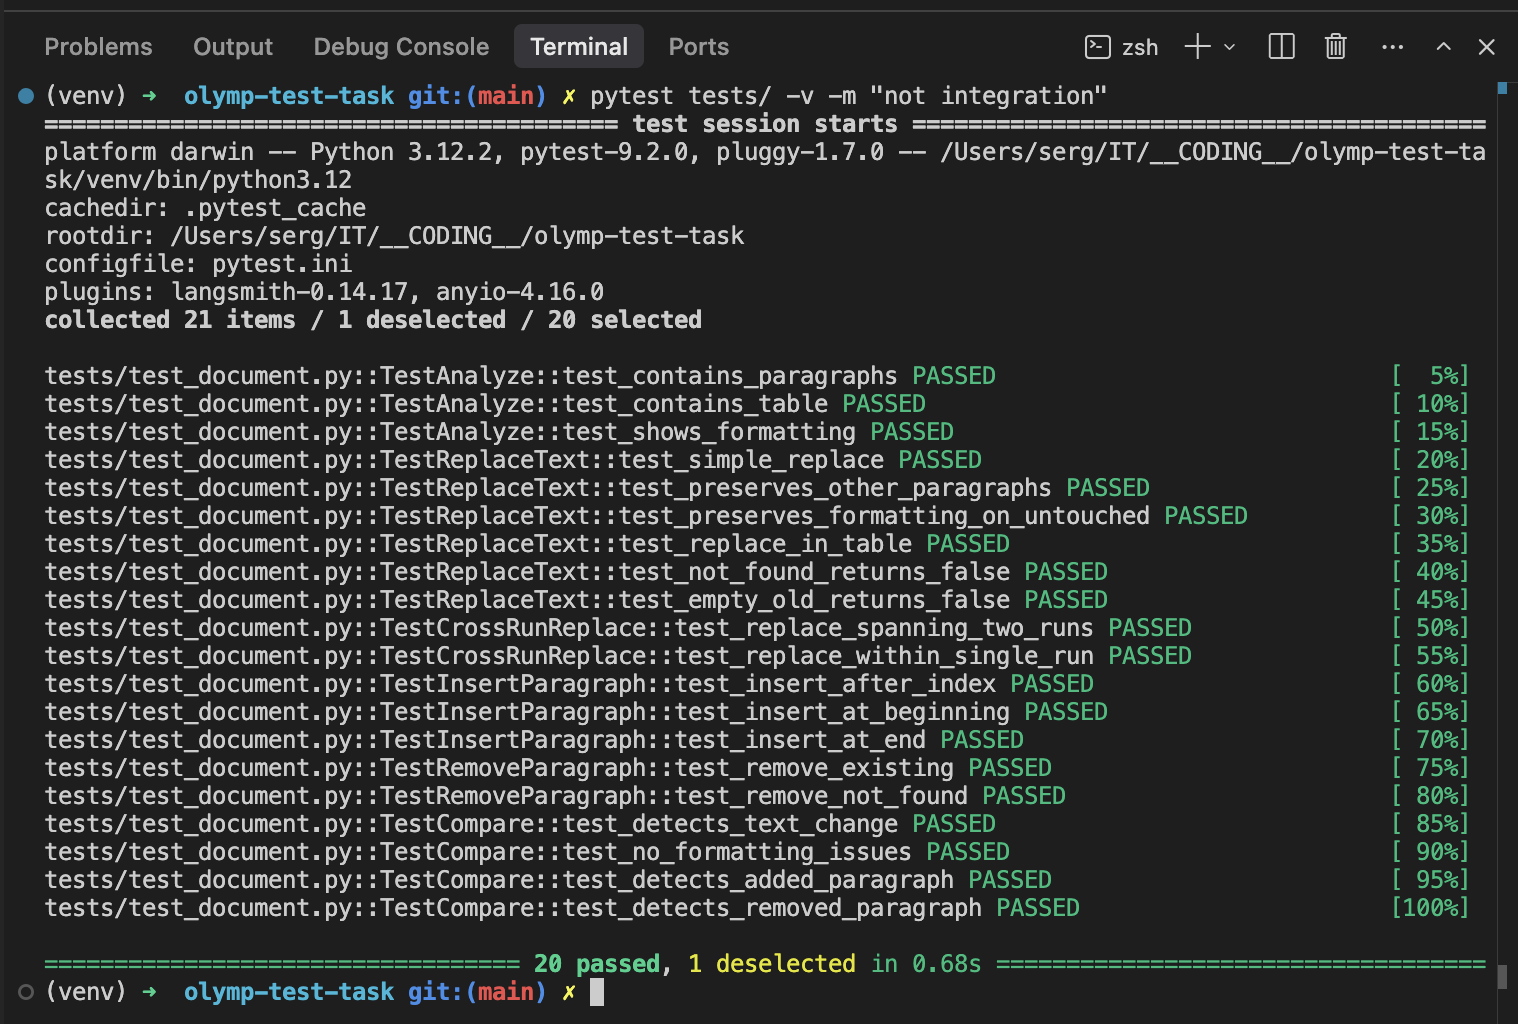 Problems Output Debug Console Terminal Ports zsh
(venv) ➜ olymp-test-task git:(main) ✗ pytest tests/ -v -m "not integration"
========================================= test session starts =========================================
platform darwin -- Python 3.12.2, pytest-9.2.0, pluggy-1.7.0 -- /Users/serg/IT/__CODING__/olymp-test-ta
sk/venv/bin/python3.12
cachedir: .pytest_cache
rootdir: /Users/serg/IT/__CODING__/olymp-test-task
configfile: pytest.ini
plugins: langsmith-0.14.17, anyio-4.16.0
collected 21 items / 1 deselected / 20 selected
tests/test_document.py::TestAnalyze::test_contains_paragraphs PASSED [  5%]
tests/test_document.py::TestAnalyze::test_contains_table PASSED [ 10%]
tests/test_document.py::TestAnalyze::test_shows_formatting PASSED [ 15%]
tests/test_document.py::TestReplaceText::test_simple_replace PASSED [ 20%]
tests/test_document.py::TestReplaceText::test_preserves_other_paragraphs PASSED [ 25%]
tests/test_document.py::TestReplaceText::test_preserves_formatting_on_untouched PASSED [ 30%]
tests/test_document.py::TestReplaceText::test_replace_in_table PASSED [ 35%]
tests/test_document.py::TestReplaceText::test_not_found_returns_false PASSED [ 40%]
tests/test_document.py::TestReplaceText::test_empty_old_returns_false PASSED [ 45%]
tests/test_document.py::TestCrossRunReplace::test_replace_spanning_two_runs PASSED [ 50%]
tests/test_document.py::TestCrossRunReplace::test_replace_within_single_run PASSED [ 55%]
tests/test_document.py::TestInsertParagraph::test_insert_after_index PASSED [ 60%]
tests/test_document.py::TestInsertParagraph::test_insert_at_beginning PASSED [ 65%]
tests/test_document.py::TestInsertParagraph::test_insert_at_end PASSED [ 70%]
tests/test_document.py::TestRemoveParagraph::test_remove_existing PASSED [ 75%]
tests/test_document.py::TestRemoveParagraph::test_remove_not_found PASSED [ 80%]
tests/test_document.py::TestCompare::test_detects_text_change PASSED [ 85%]
tests/test_document.py::TestCompare::test_no_formatting_issues PASSED [ 90%]
tests/test_document.py::TestCompare::test_detects_added_paragraph PASSED [ 95%]
tests/test_document.py::TestCompare::test_detects_removed_paragraph PASSED [100%]
================================== 20 passed, 1 deselected in 0.68s ===================================
(venv) ➜ olymp-test-task git:(main) ✗